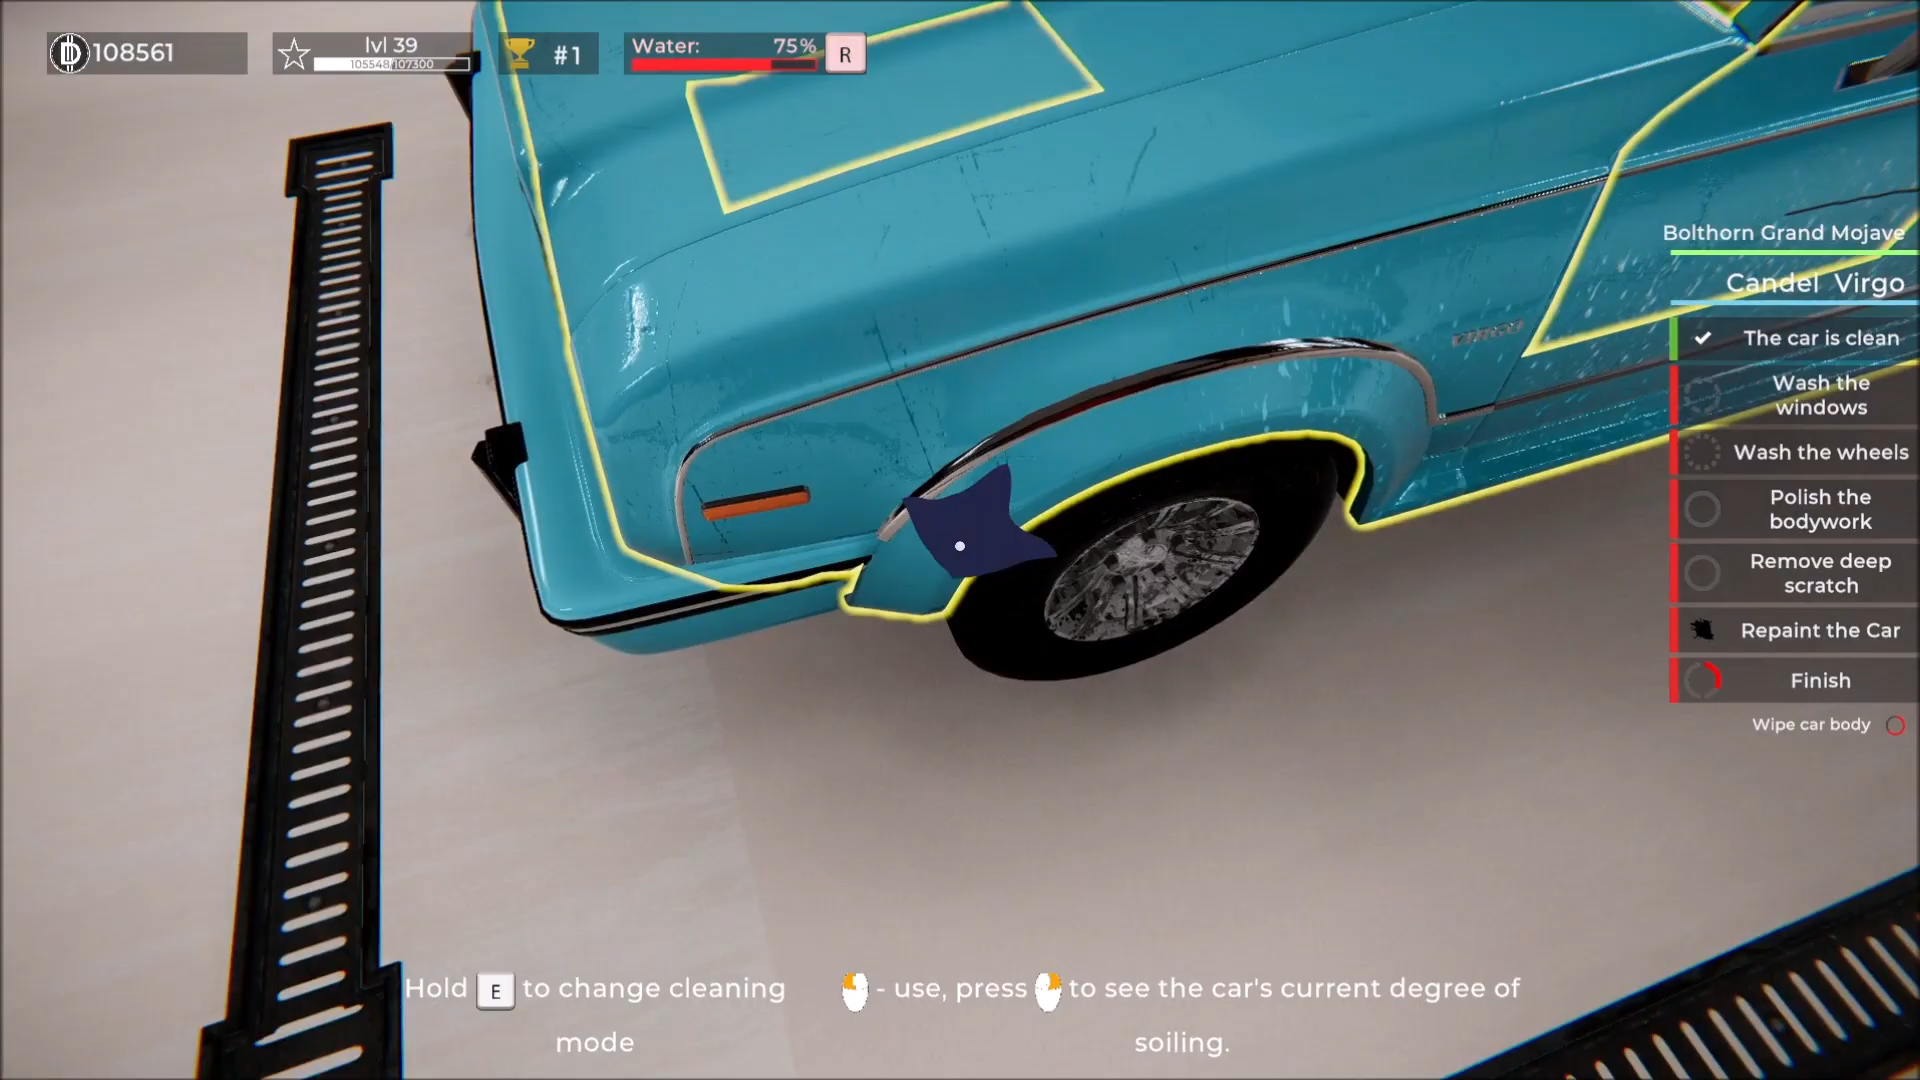 108561
lvl 39
105548/107300
#1
Water: 75%
R
Bolthorn Grand Mojave
Candel Virgo
The car is clean
Wash the
windows
Wash the wheels
Polish the
bodywork
Remove deep
scratch
Repaint the Car
Finish
Wipe car body
Hold E to change cleaning
mode
- use, press to see the car's current degree of
soiling.